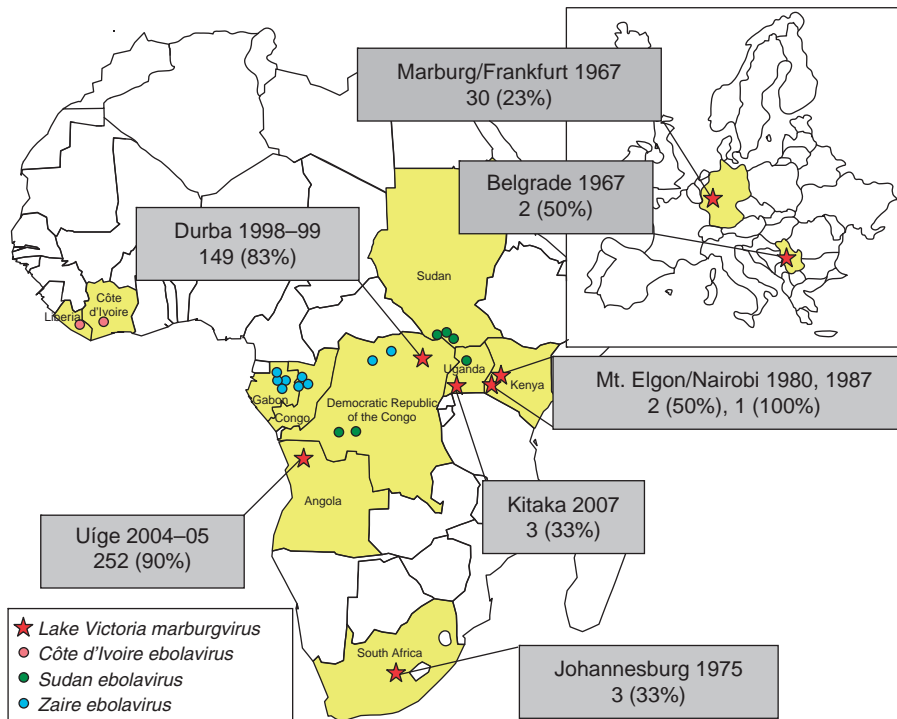 Marburg/Frankfurt 1967
30 (23%)
Belgrade 1967
2 (50%)
Durba 1998–99
149 (83%)
Sudan
Côte
d'Ivoire
Liberia
Uganda
Kenya
Gabon
Congo
Democratic Republic
of the Congo
Mt. Elgon/Nairobi 1980, 1987
2 (50%), 1 (100%)
Angola
Kitaka 2007
3 (33%)
Uíge 2004–05
252 (90%)
South Africa
Johannesburg 1975
3 (33%)
Lake Victoria marburgvirus
Côte d'Ivoire ebolavirus
Sudan ebolavirus
Zaire ebolavirus